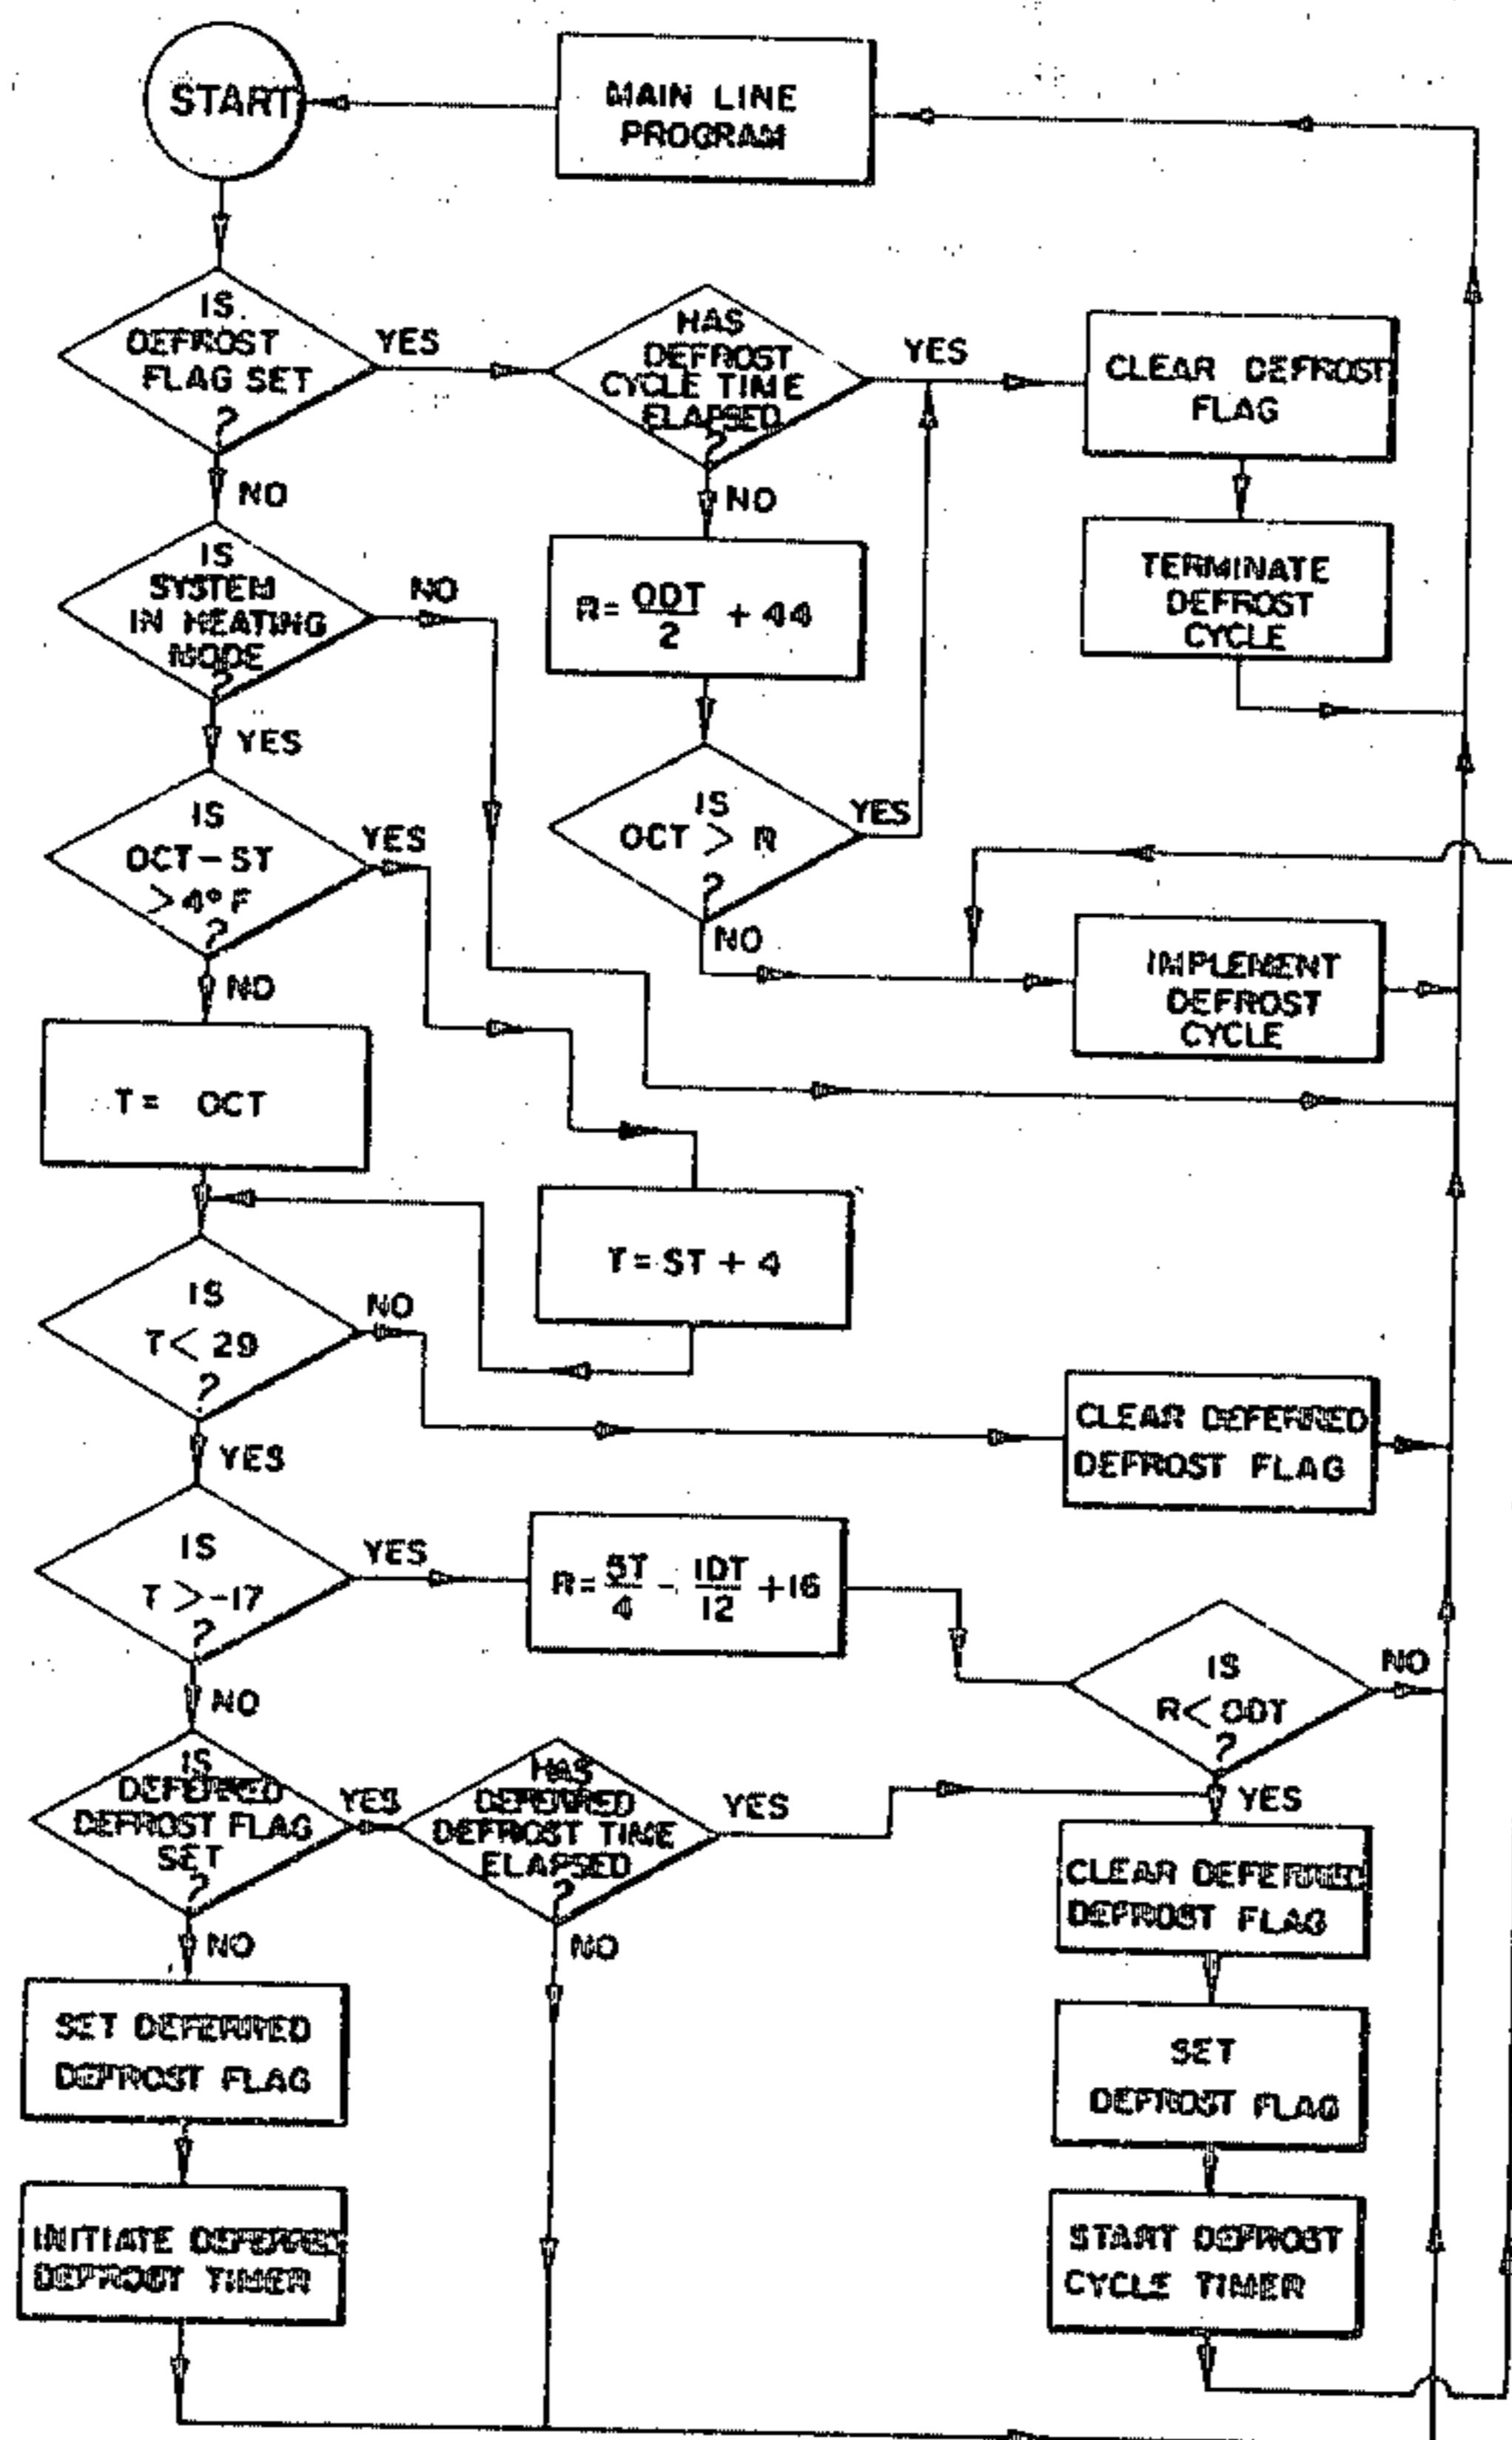 START
MAIN LINE
PROGRAM
IS
DEFROST
FLAG SET
?
YES
HAS
DEFROST
CYCLE TIME
ELAPSED
?
YES
CLEAR DEFROST
FLAG
NO
NO
IS
SYSTEM
IN HEATING
MODE
?
NO
R = ODT/2 + 44
TERMINATE
DEFROST
CYCLE
YES
IS
OCT - ST
> 4° F
?
YES
IS
OCT > R
?
YES
NO
NO
IMPLEMENT
DEFROST
CYCLE
T = OCT
T = ST + 4
IS
T < 29
?
NO
CLEAR DEFERRED
DEFROST FLAG
YES
IS
T > -17
?
YES
R = 5T/4 - IDT/12 + 16
IS
R < ODT
?
NO
NO
YES
IS
DEFERRED
DEFROST FLAG
SET
?
YES
HAS
DEFERRED
DEFROST TIME
ELAPSED
?
YES
CLEAR DEFERRED
DEFROST FLAG
NO
NO
SET DEFERRED
DEFROST FLAG
SET
DEFROST FLAG
INITIATE DEFERRED
DEFROST TIMER
START DEFROST
CYCLE TIMER